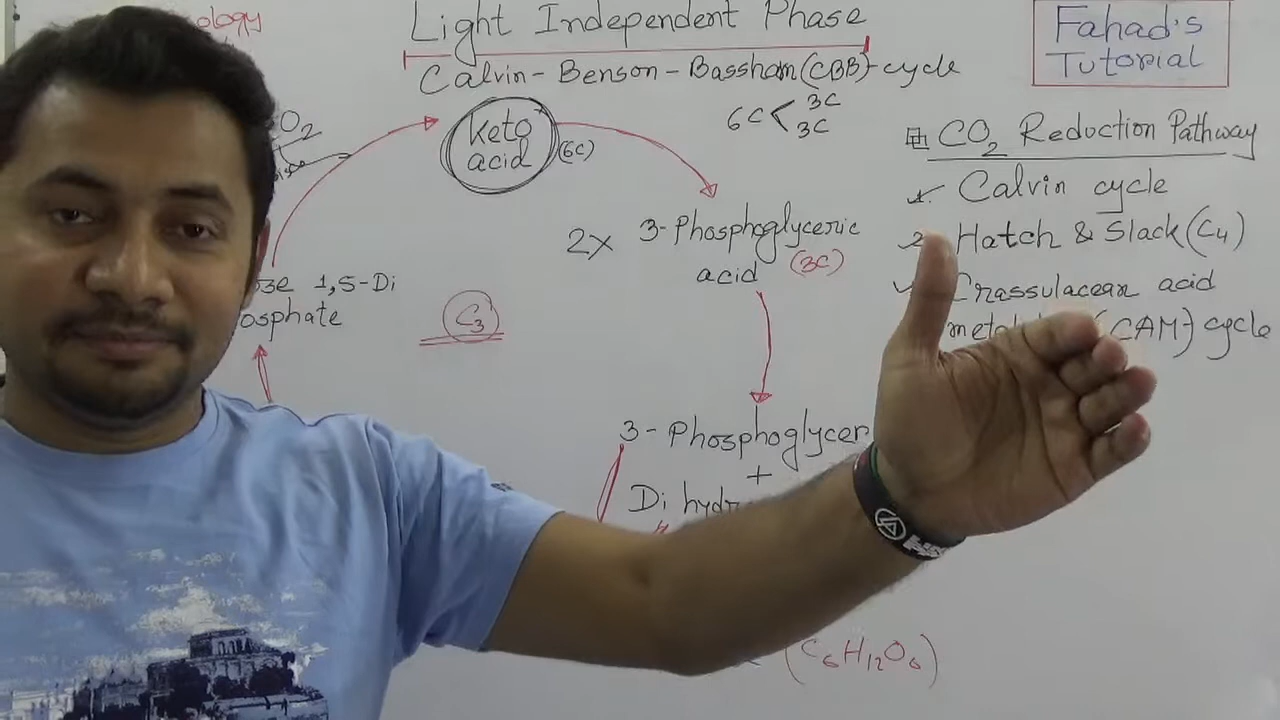 ology
Light Independent Phase
Calvin-Benson-Bassham(CBB)-cycle
Fahad's
Tutorial
6C < 3C
3C
O2
keto
acid (6C)
CO2 Reduction Pathway
Calvin cycle
Hatch & Slack (C4)
Crassulacean acid
(CAM) cycle
2x 3-Phosphoglyceric
acid (3C)
1,5-Di
osphate
C3
3-Phosphoglycer
+
Di hydr
(C6H12O6)